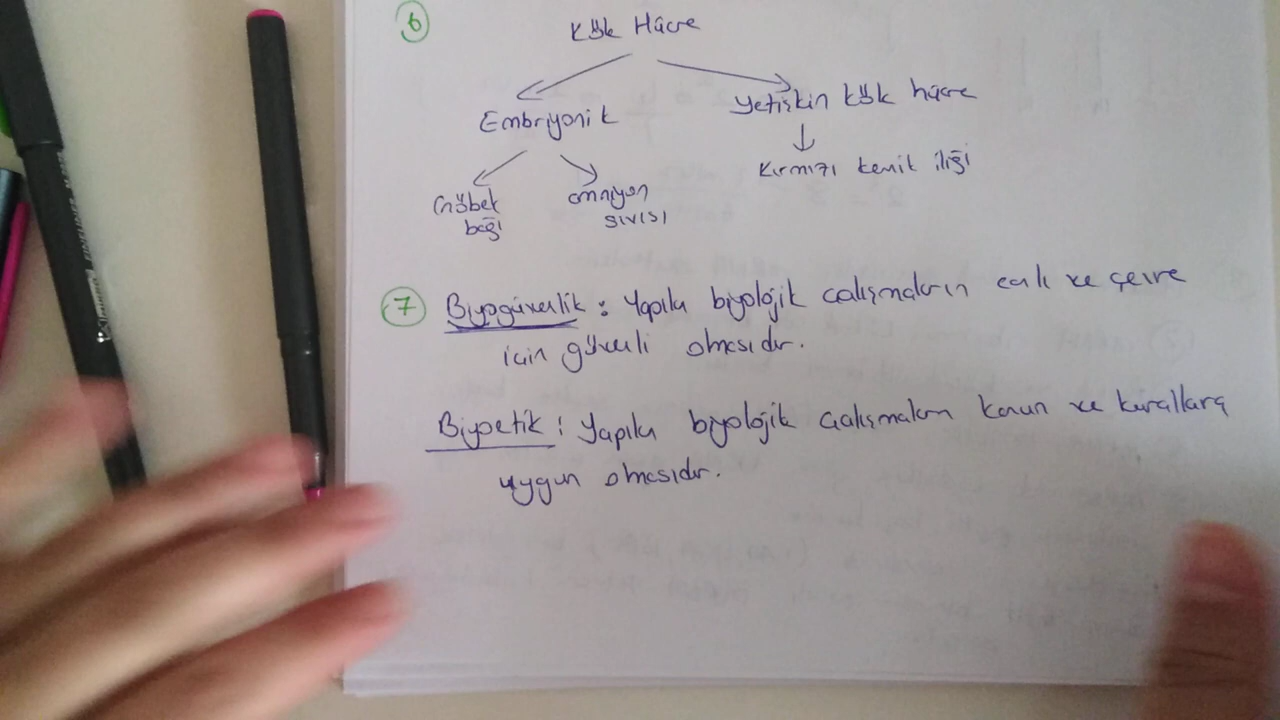 6
Kök Hücre
Embriyonik
Yetişkin kök hücre
Kırmızı kemik iliği
Göbek
bağı
amniyon
sıvısı
7 Biyogüvenlik : Yapılan biyolojik çalışmaların canlı ve çevre
için güvenli olmasıdır.
Biyoetik : Yapılan biyolojik çalışmaların kanun ve kurallara
uygun olmasıdır.